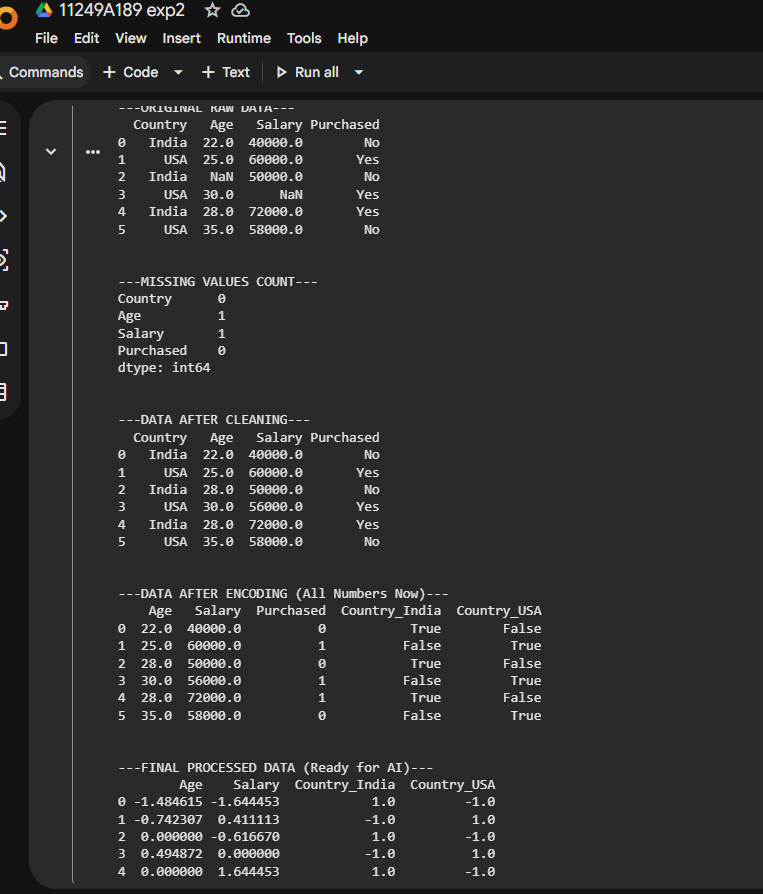 11249A189 exp2
File Edit View Insert Runtime Tools Help
Commands + Code + Text Run all
---ORIGINAL RAW DATA---
  Country   Age   Salary Purchased
0   India  22.0  40000.0        No
1     USA  25.0  60000.0       Yes
2   India   NaN  50000.0        No
3     USA  30.0      NaN       Yes
4   India  28.0  72000.0       Yes
5     USA  35.0  58000.0        No
---MISSING VALUES COUNT---
Country      0
Age          1
Salary       1
Purchased    0
dtype: int64
---DATA AFTER CLEANING---
  Country   Age   Salary Purchased
0   India  22.0  40000.0        No
1     USA  25.0  60000.0       Yes
2   India  28.0  50000.0        No
3     USA  30.0  56000.0       Yes
4   India  28.0  72000.0       Yes
5     USA  35.0  58000.0        No
---DATA AFTER ENCODING (All Numbers Now)---
    Age   Salary  Purchased  Country_India  Country_USA
0  22.0  40000.0          0           True        False
1  25.0  60000.0          1          False         True
2  28.0  50000.0          0           True        False
3  30.0  56000.0          1          False         True
4  28.0  72000.0          1           True        False
5  35.0  58000.0          0          False         True
---FINAL PROCESSED DATA (Ready for AI)---
        Age    Salary  Country_India  Country_USA
0 -1.484615 -1.644453            1.0         -1.0
1 -0.742307  0.411113           -1.0          1.0
2  0.000000 -0.616670            1.0         -1.0
3  0.494872  0.000000           -1.0          1.0
4  0.000000  1.644453            1.0         -1.0